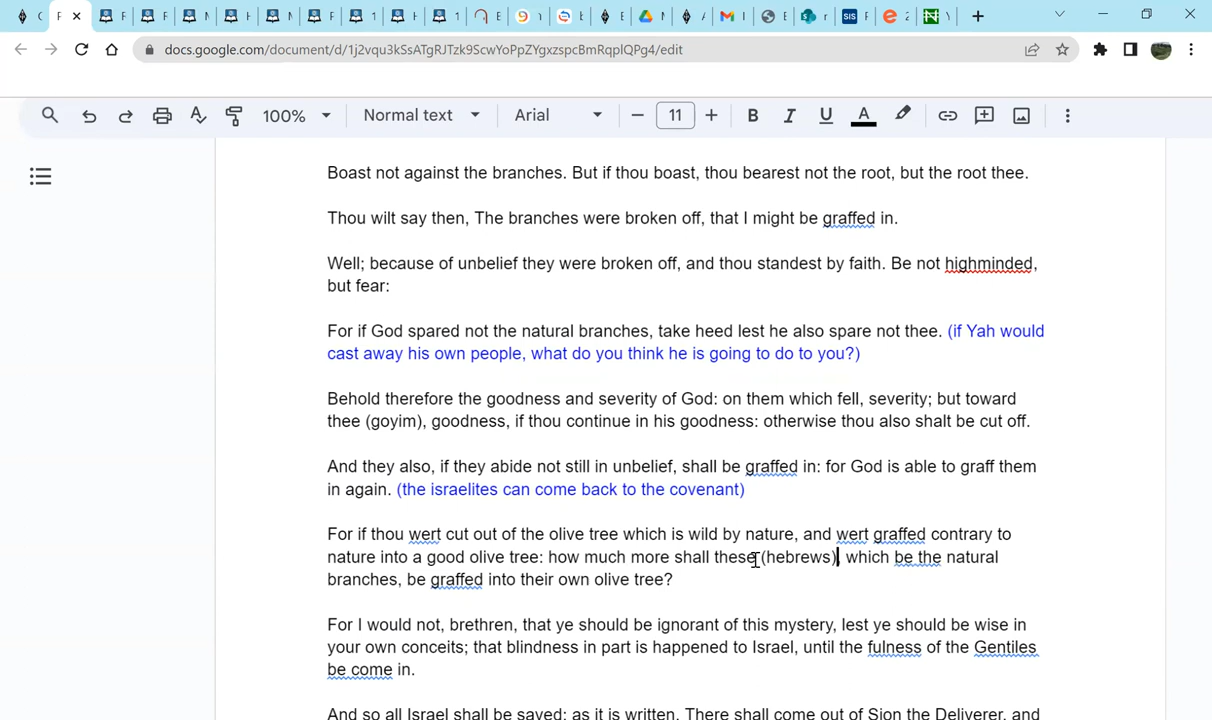 docs.google.com/document/d/1j2vqu3kSsATgRJTzk9ScwYoPpZYgxzspcBmRqplQPg4/edit
100% Normal text Arial 11 B I U A
Boast not against the branches. But if thou boast, thou bearest not the root, but the root thee.
Thou wilt say then, The branches were broken off, that I might be graffed in.
Well; because of unbelief they were broken off, and thou standest by faith. Be not highminded,
but fear:
For if God spared not the natural branches, take heed lest he also spare not thee. (if Yah would
cast away his own people, what do you think he is going to do to you?)
Behold therefore the goodness and severity of God: on them which fell, severity; but toward
thee (goyim), goodness, if thou continue in his goodness: otherwise thou also shalt be cut off.
And they also, if they abide not still in unbelief, shall be graffed in: for God is able to graff them
in again. (the israelites can come back to the covenant)
For if thou wert cut out of the olive tree which is wild by nature, and wert graffed contrary to
nature into a good olive tree: how much more shall these (hebrews), which be the natural
branches, be graffed into their own olive tree?
For I would not, brethren, that ye should be ignorant of this mystery, lest ye should be wise in
your own conceits; that blindness in part is happened to Israel, until the fulness of the Gentiles
be come in.
And so all Israel shall be saved: as it is written, There shall come out of Sion the Deliverer, and